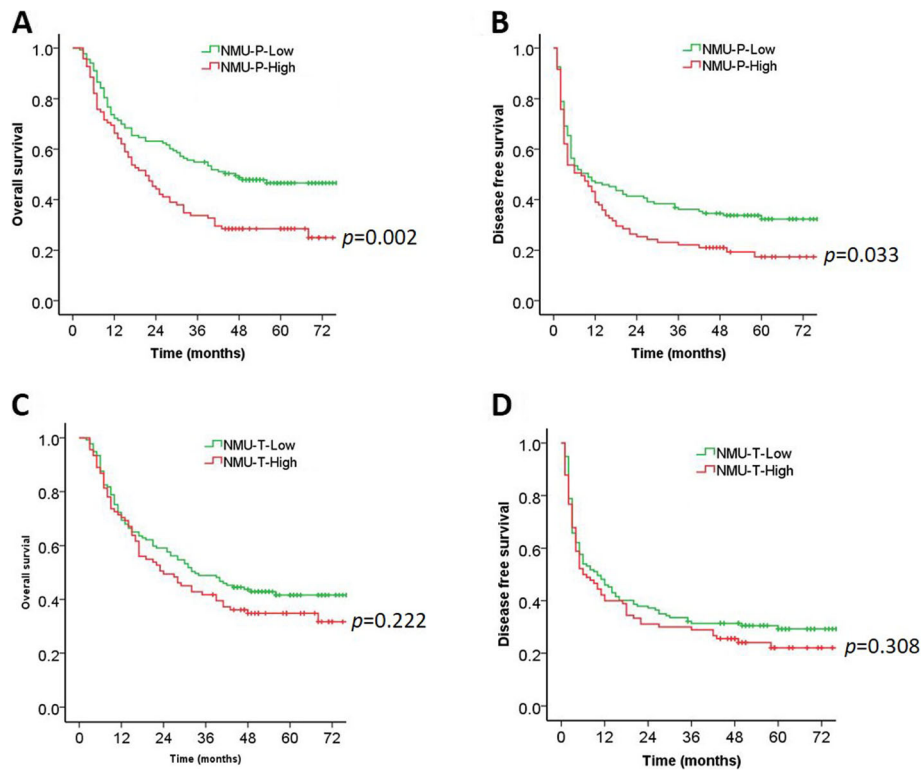 A
NMU-P-Low
NMU-P-High
Overall survival
1.0
0.8
0.6
0.4
0.2
0.0
p=0.002
0 12 24 36 48 60 72
Time (months)
B
NMU-P-Low
NMU-P-High
Disease free survival
1.0
0.8
0.6
0.4
0.2
0.0
p=0.033
0 12 24 36 48 60 72
Time (months)
C
NMU-T-Low
NMU-T-High
Overall survival
1.0
0.8
0.6
0.4
0.2
0.0
p=0.222
0 12 24 36 48 60 72
Time (months)
D
NMU-T-Low
NMU-T-High
Disease free survival
1.0
0.8
0.6
0.4
0.2
0.0
p=0.308
0 12 24 36 48 60 72
Time (months)